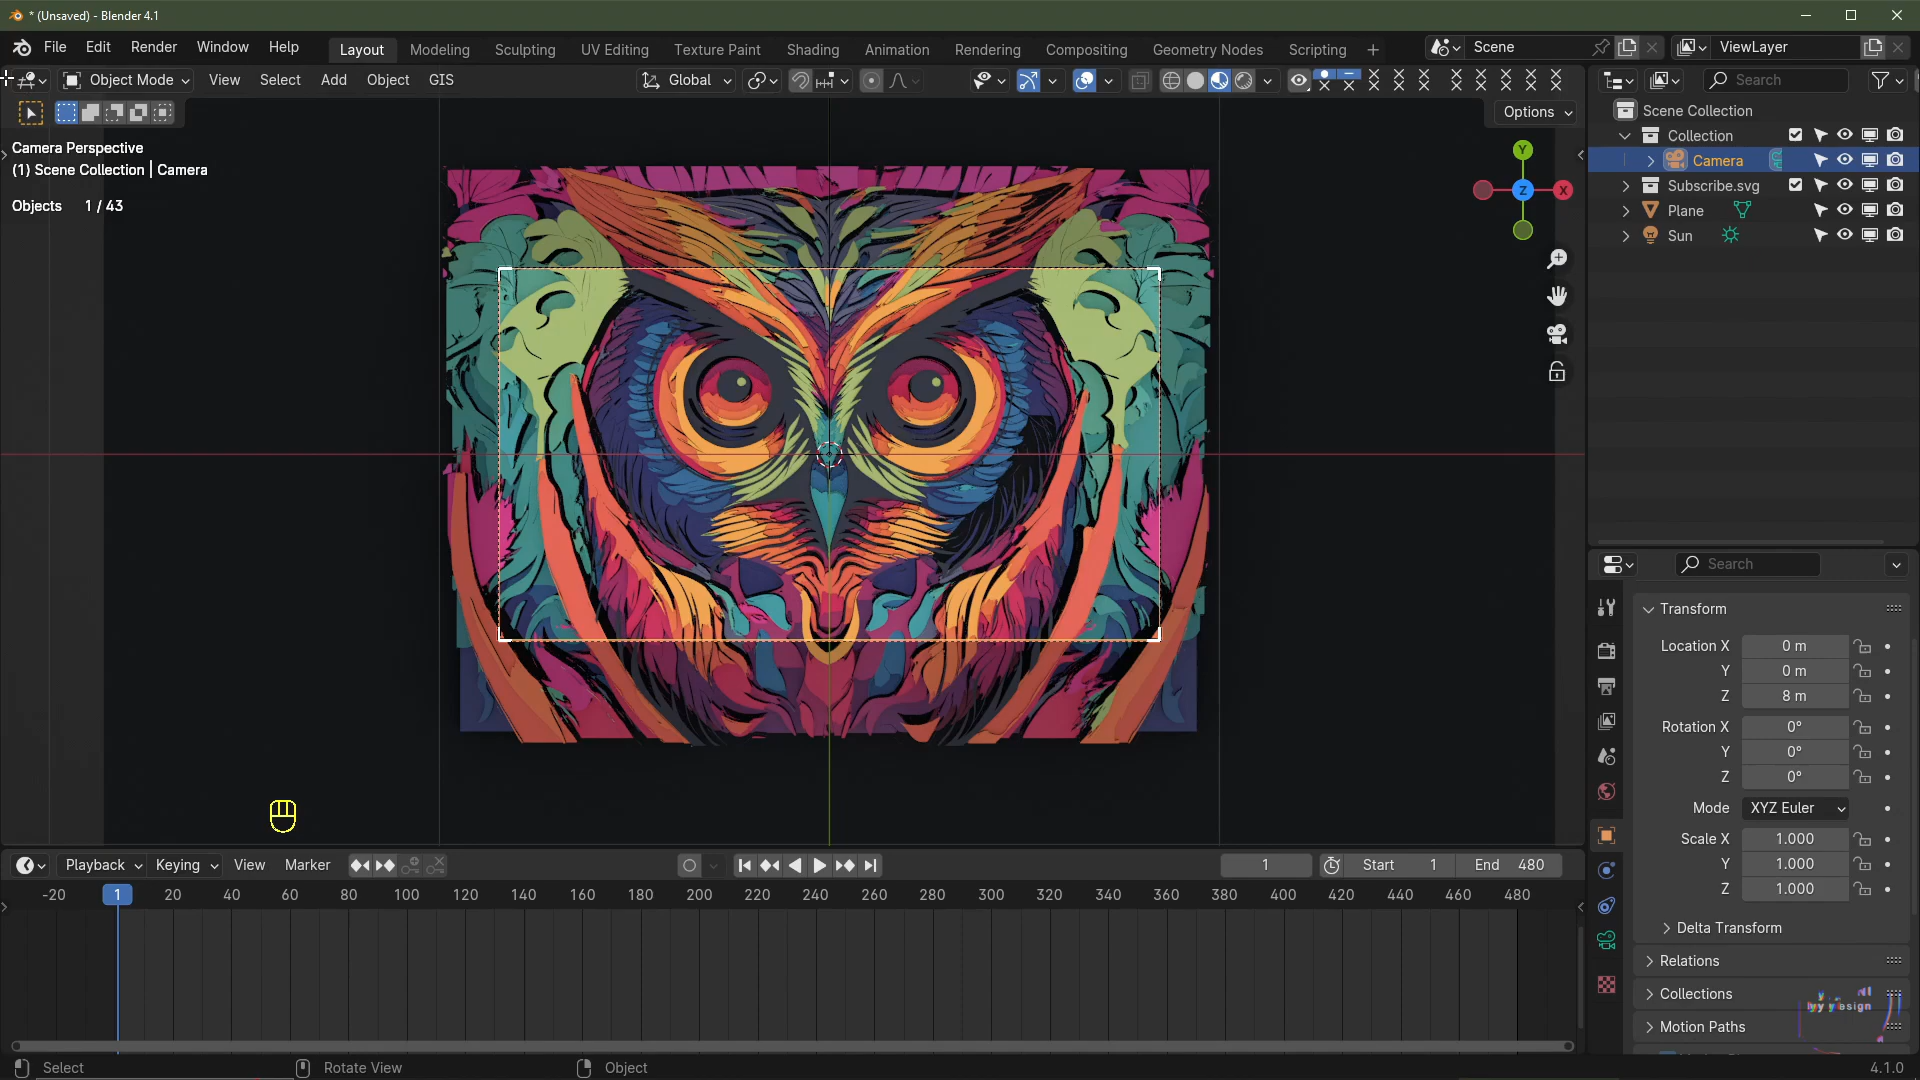 * (Unsaved) - Blender 4.1
File Edit Render Window Help
Layout Modeling Sculpting UV Editing Texture Paint Shading Animation Rendering Compositing Geometry Nodes Scripting +
Scene
ViewLayer
Object Mode View Select Add Object GIS
Global
Search
Options
Camera Perspective
(1) Scene Collection | Camera
Objects 1 / 43
Y
Z
X
Scene Collection
Collection
Camera
Subscribe.svg
Plane
Sun
Search
Transform
Location X 0 m
Y 0 m
Z 8 m
Rotation X 0°
Y 0°
Z 0°
Mode XYZ Euler
Scale X 1.000
Y 1.000
Z 1.000
Delta Transform
Relations
Collections
Motion Paths
Playback Keying View Marker
1
Start 1
End 480
-20 1 20 40 60 80 100 120 140 160 180 200 220 240 260 280 300 320 340 360 380 400 420 440 460 480
Select
Rotate View
Object
4.1.0